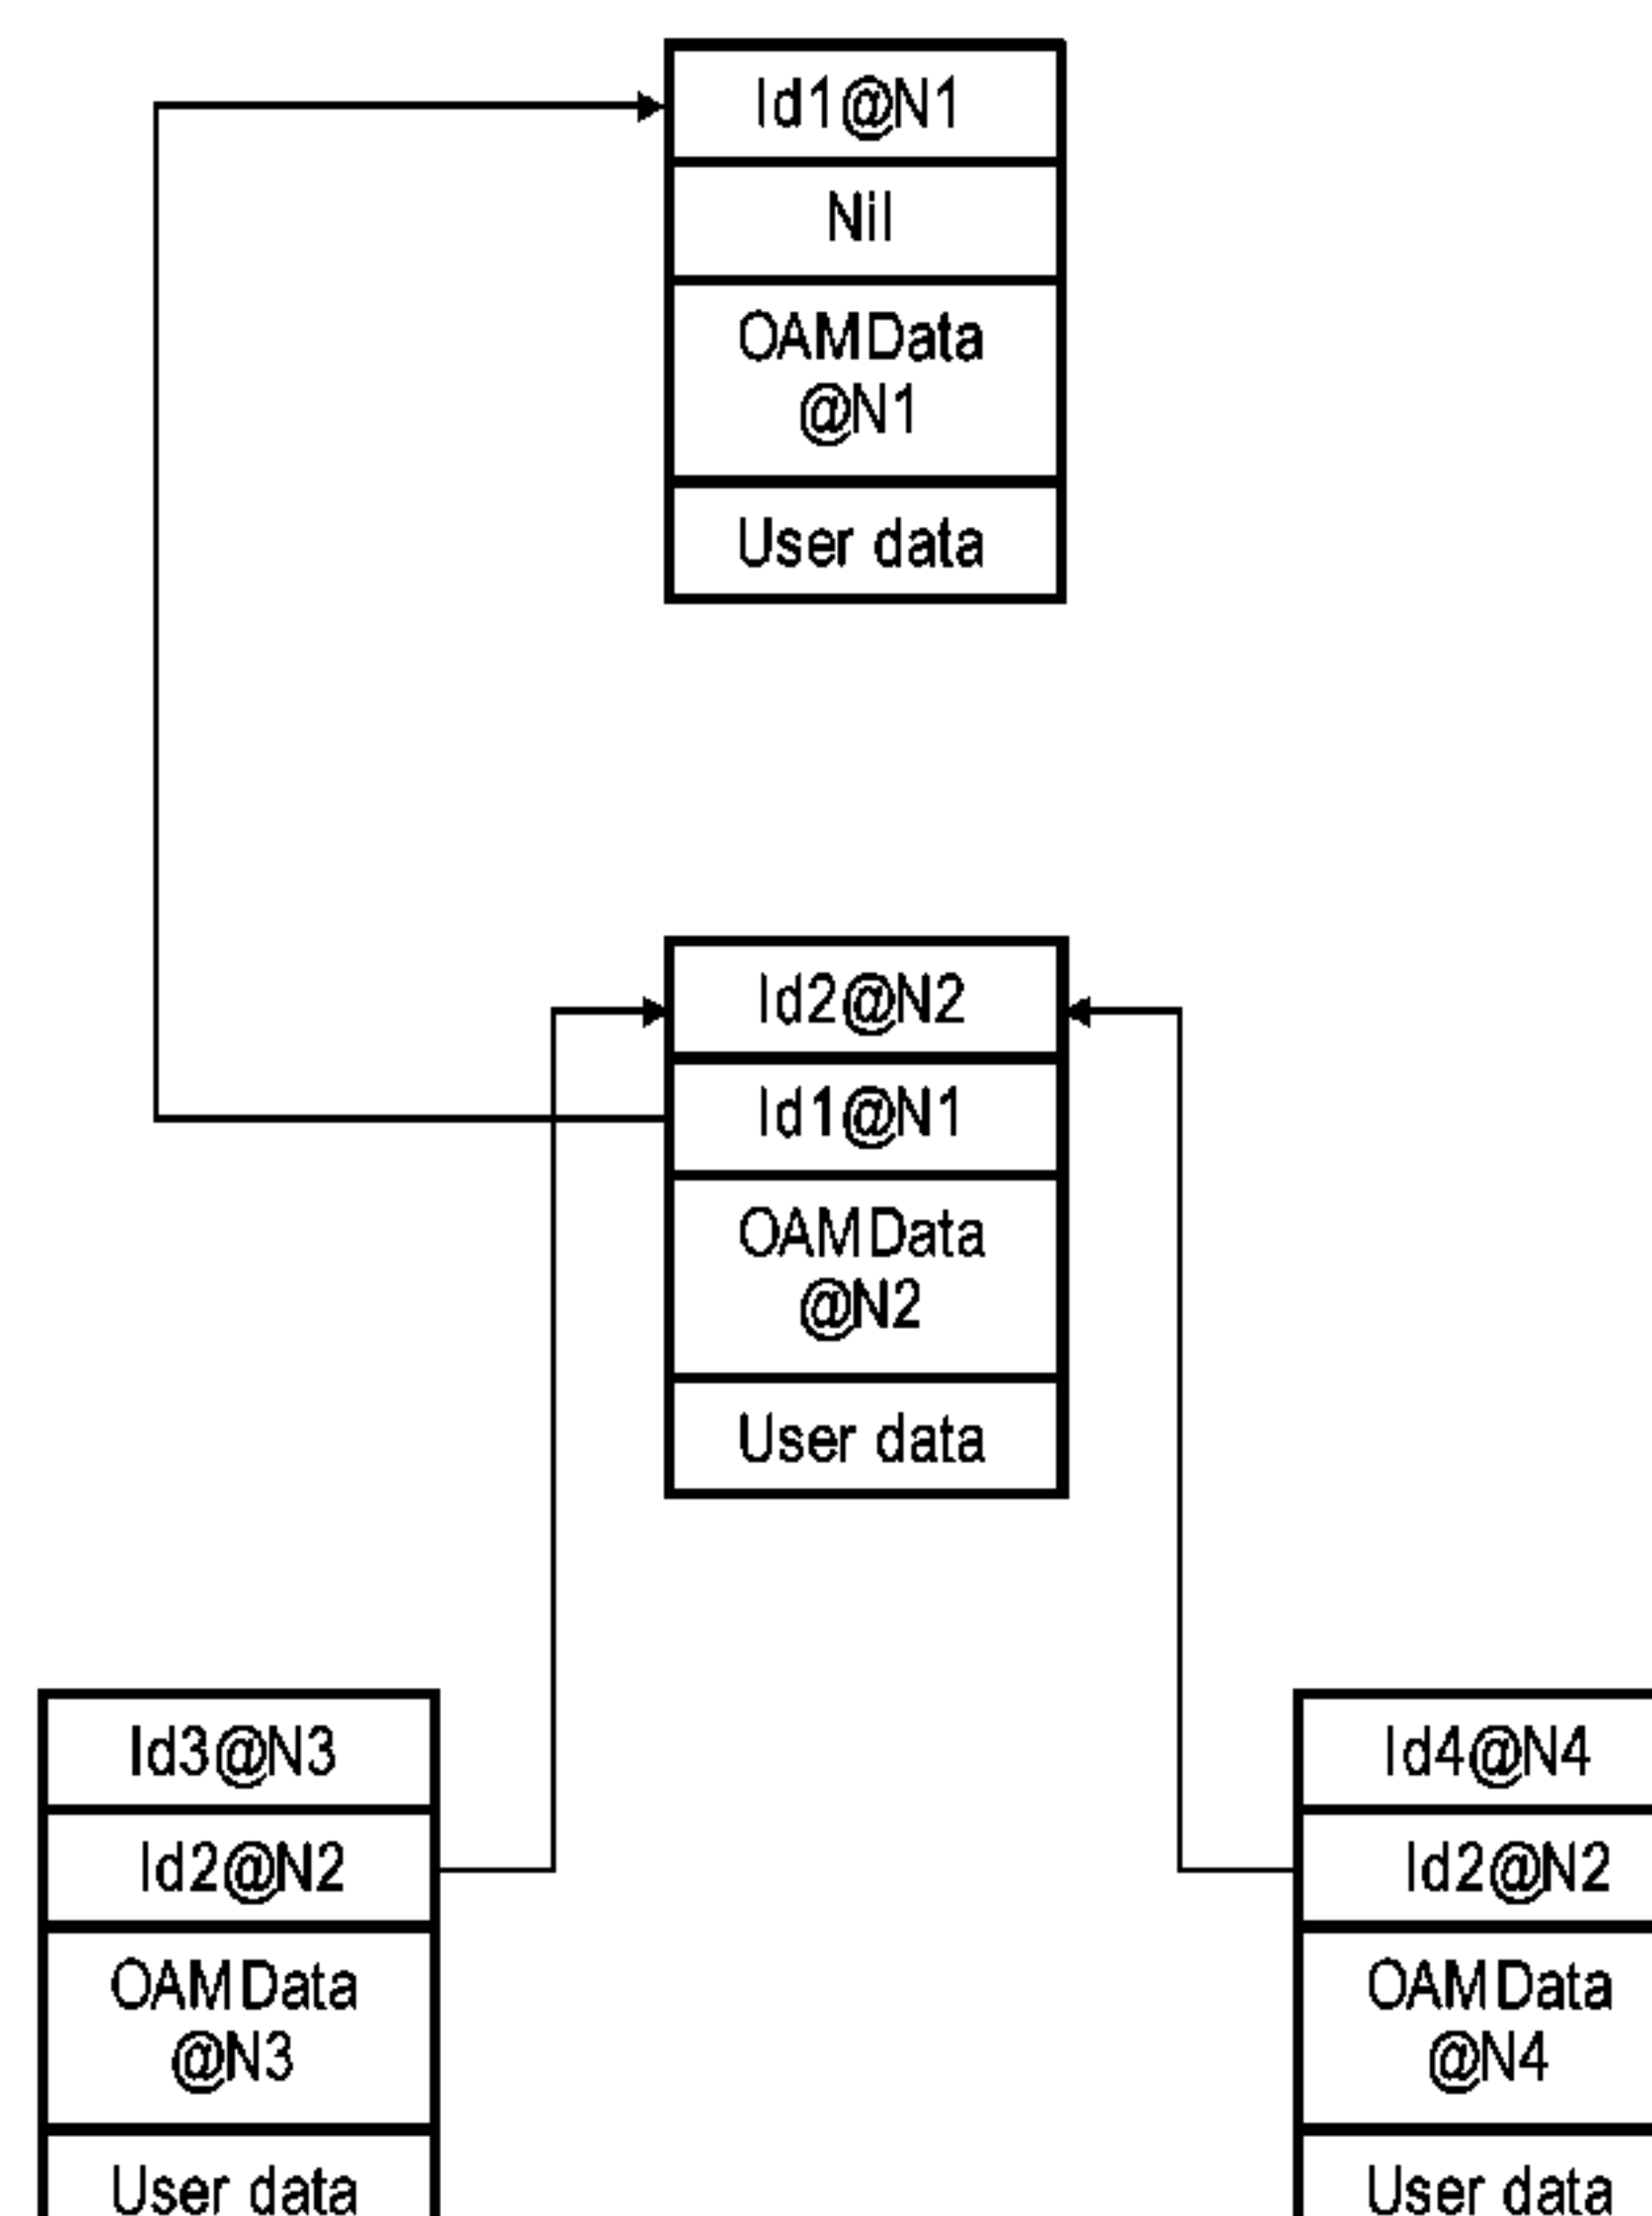 Id1@N1
Nil
OAMData
@N1
User data
Id2@N2
Id1@N1
OAMData
@N2
User data
Id3@N3
Id2@N2
OAMData
@N3
User data
Id4@N4
Id2@N2
OAMData
@N4
User data